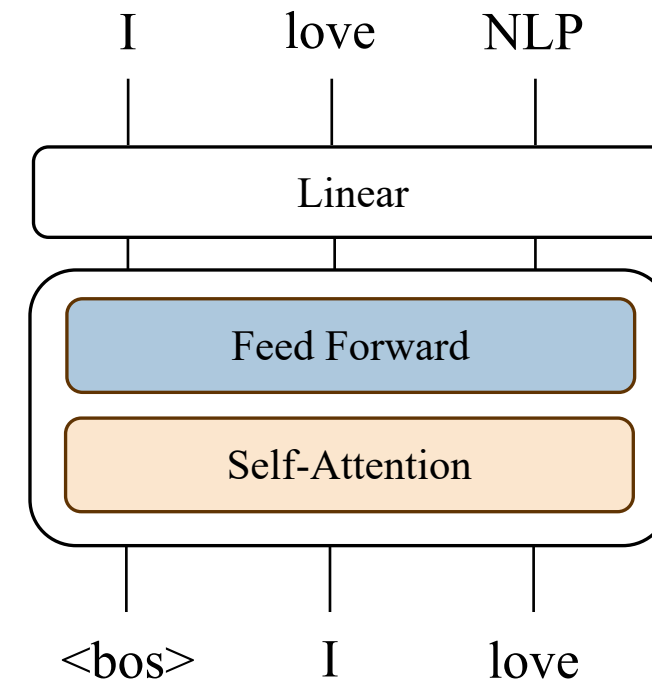 I love NLP
Linear
Feed Forward
Self-Attention
<bos> I love